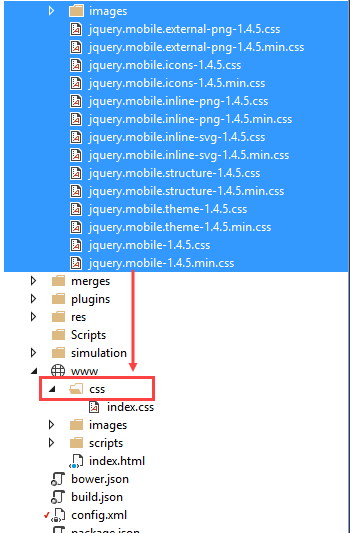 images
jquery.mobile.external-png-1.4.5.css
jquery.mobile.external-png-1.4.5.min.css
jquery.mobile.icons-1.4.5.css
jquery.mobile.icons-1.4.5.min.css
jquery.mobile.inline-png-1.4.5.css
jquery.mobile.inline-png-1.4.5.min.css
jquery.mobile.inline-svg-1.4.5.css
jquery.mobile.inline-svg-1.4.5.min.css
jquery.mobile.structure-1.4.5.css
jquery.mobile.structure-1.4.5.min.css
jquery.mobile.theme-1.4.5.css
jquery.mobile.theme-1.4.5.min.css
jquery.mobile-1.4.5.css
jquery.mobile-1.4.5.min.css
merges
plugins
res
Scripts
simulation
www
css
index.css
images
scripts
index.html
bower.json
build.json
config.xml
package.json